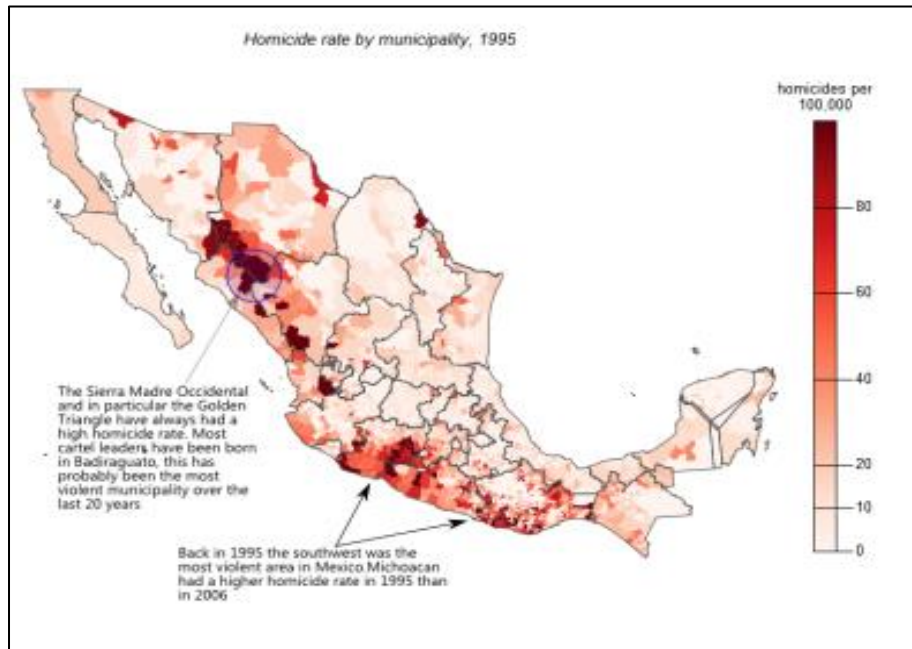 Homicide rate by municipality, 1995
homicides per
100,000
80
60
40
20
10
0
The Sierra Madre Occidental
and in particular the Golden
Triangle have always had a
high homicide rate. Most
cartel leaders have been born
in Badiraguato, this has
probably been the most
violent municipality over the
last 20 years
Back in 1995 the southwest was the
most violent area in Mexico.Michoacan
had a higher homicide rate in 1995 than
in 2006